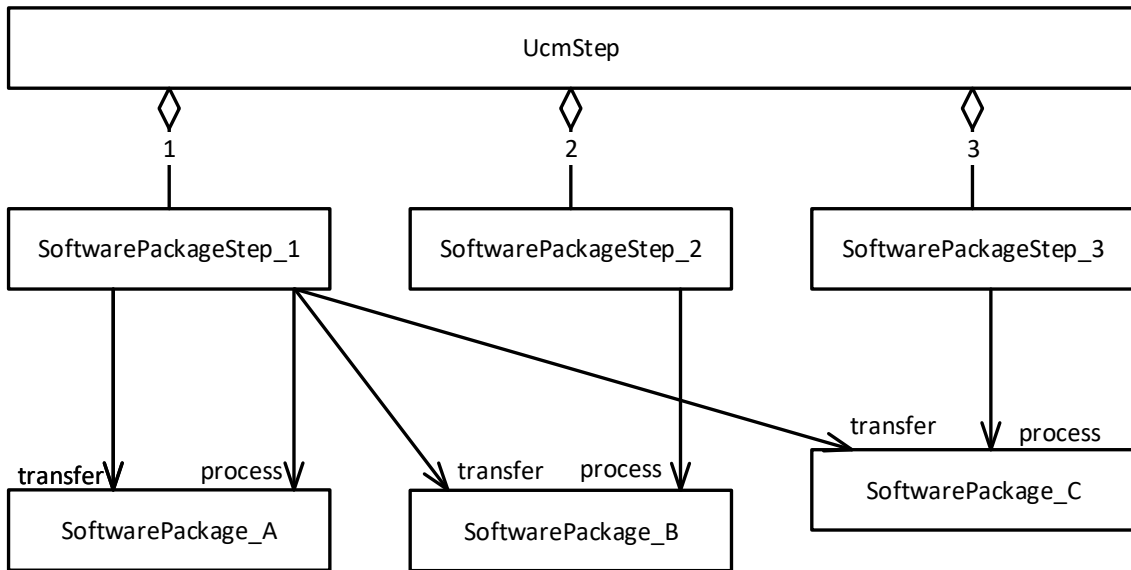 UcmStep
1
2
3
SoftwarePackageStep_1
SoftwarePackageStep_2
SoftwarePackageStep_3
transfer
process
transfer
process
transfer
process
SoftwarePackage_A
SoftwarePackage_B
SoftwarePackage_C